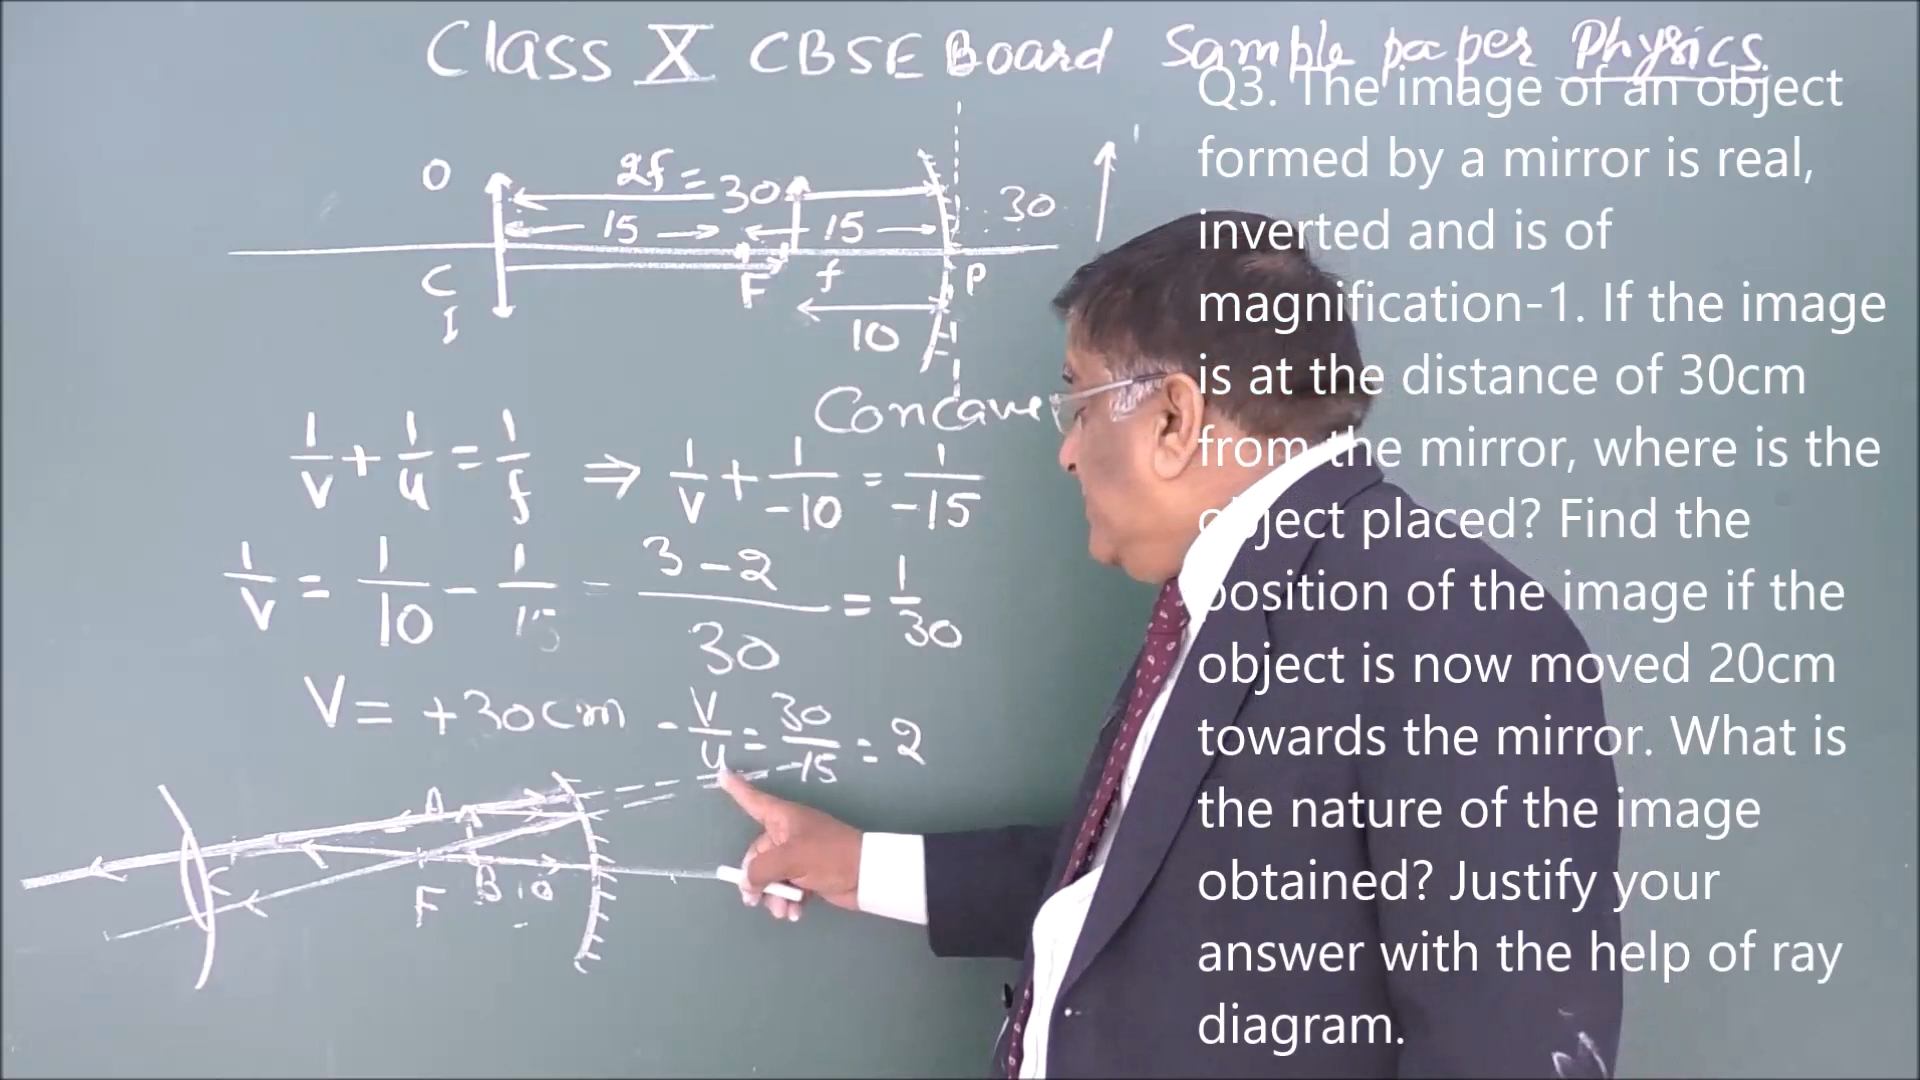 Class X CBSE Board Sample paper Physics
Q3. The image of an object
formed by a mirror is real,
inverted and is of
magnification-1. If the image
is at the distance of 30cm
from the mirror, where is the
object placed? Find the
position of the image if the
object is now moved 20cm
towards the mirror. What is
the nature of the image
obtained? Justify your
answer with the help of ray
diagram.
O 2f = 30
15 15 30
C F f P
I 10
Concave
1/v + 1/u = 1/f ⇒ 1/v + 1/-10 = 1/-15
1/v = 1/10 - 1/15 = 3-2/30 = 1/30
V = +30cm -v/u = 30/-15 = 2
A
C F B 10